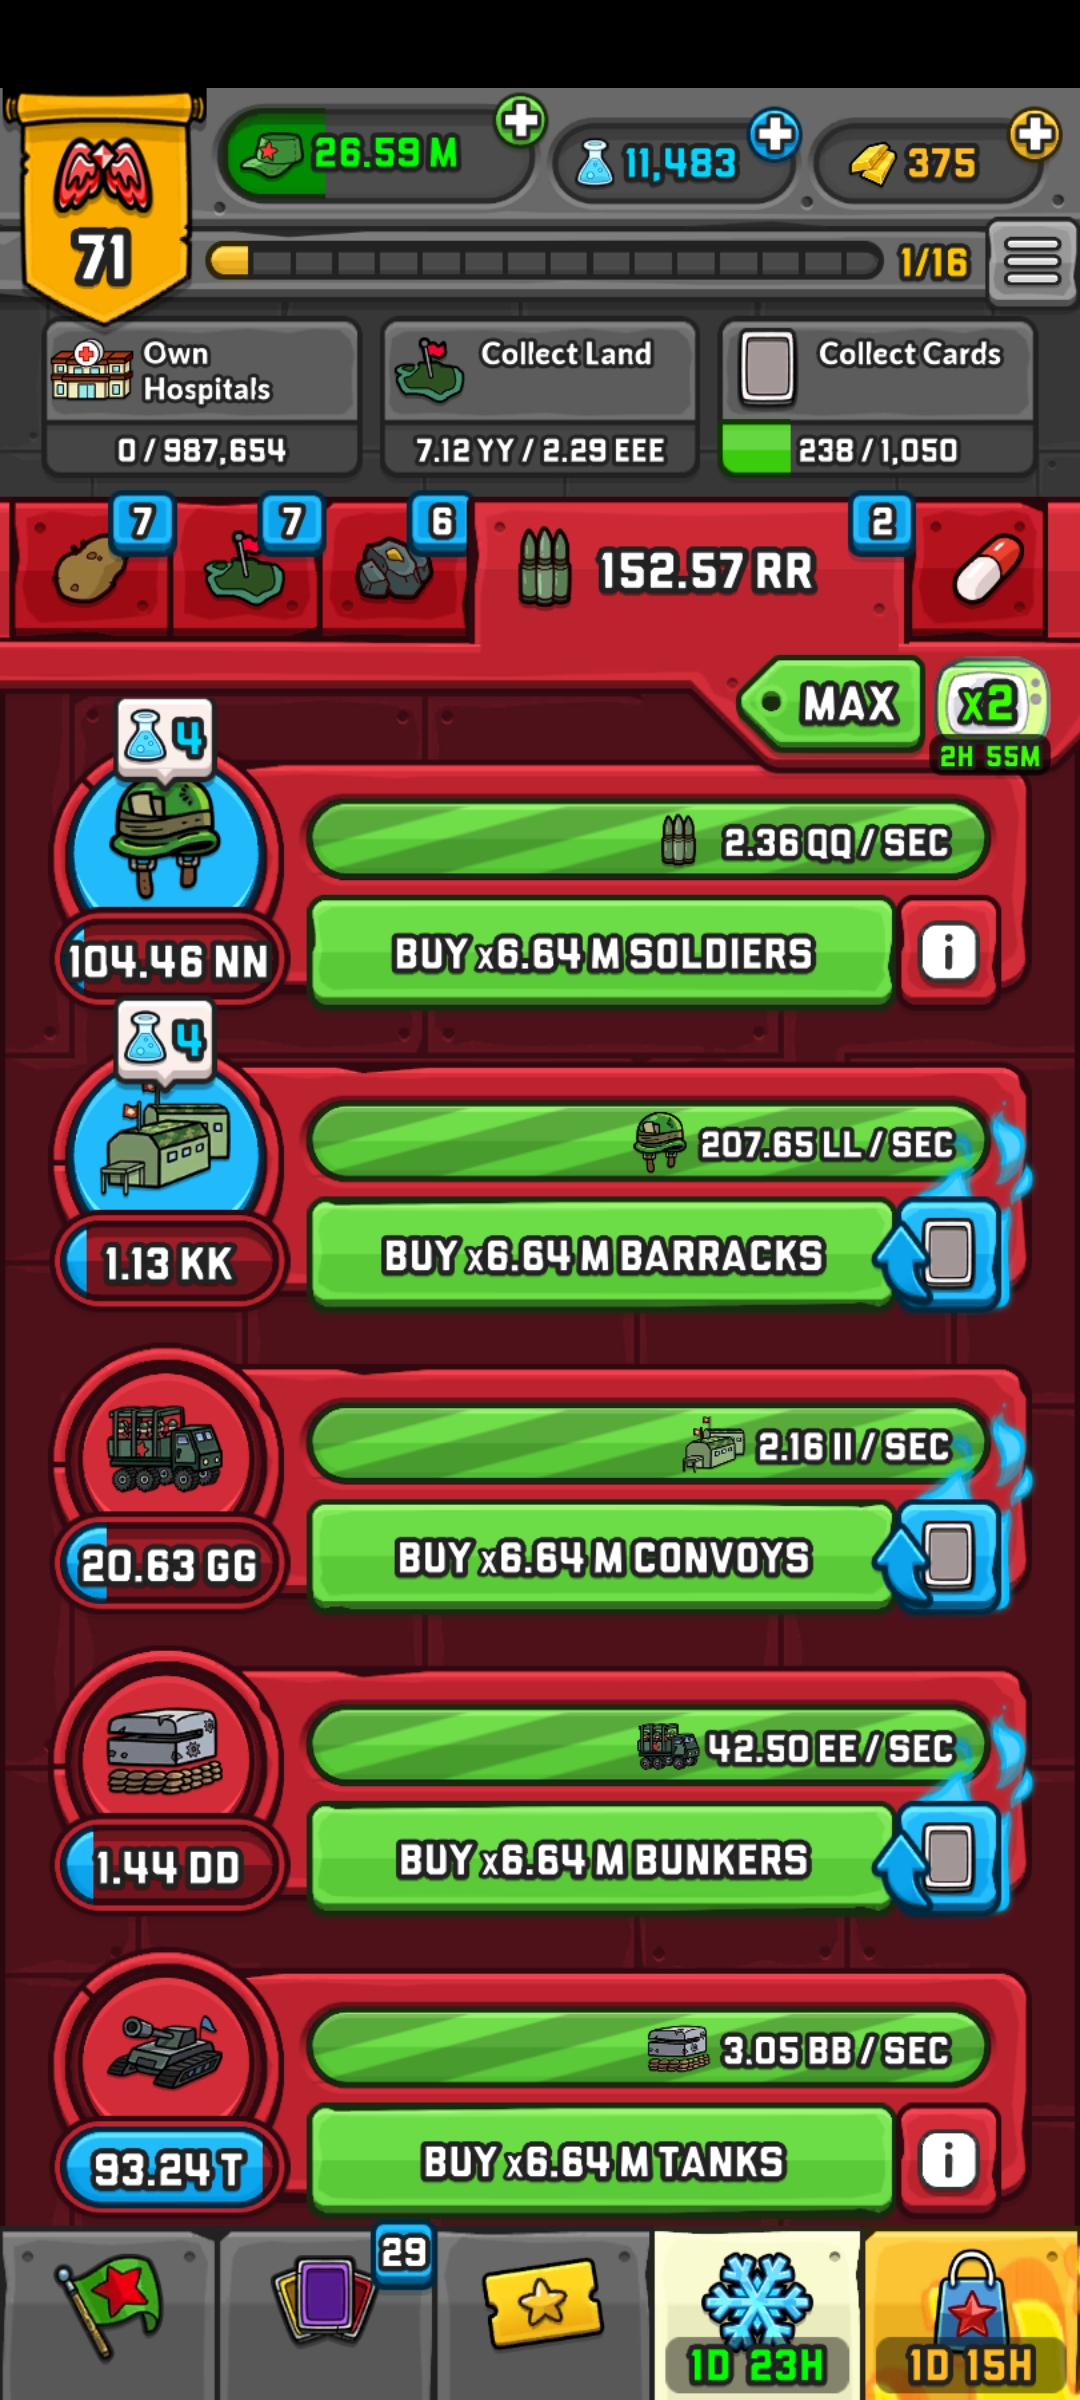 71
26.59 M
11,483
375
1/16
Own
Hospitals
0 / 987,654
Collect Land
7.12 YY / 2.29 EEE
Collect Cards
238 / 1,050
7
7
6
152.57 RR
2
MAX
x2
2H 55M
4
2.36 QQ / SEC
104.46 NN
BUY x6.64 M SOLDIERS
i
4
207.65 LL / SEC
1.13 KK
BUY x6.64 M BARRACKS
2.16 II / SEC
20.63 GG
BUY x6.64 M CONVOYS
42.50 EE / SEC
1.44 DD
BUY x6.64 M BUNKERS
3.05 BB / SEC
93.24 T
BUY x6.64 M TANKS
i
29
1D 23H
1D 15H